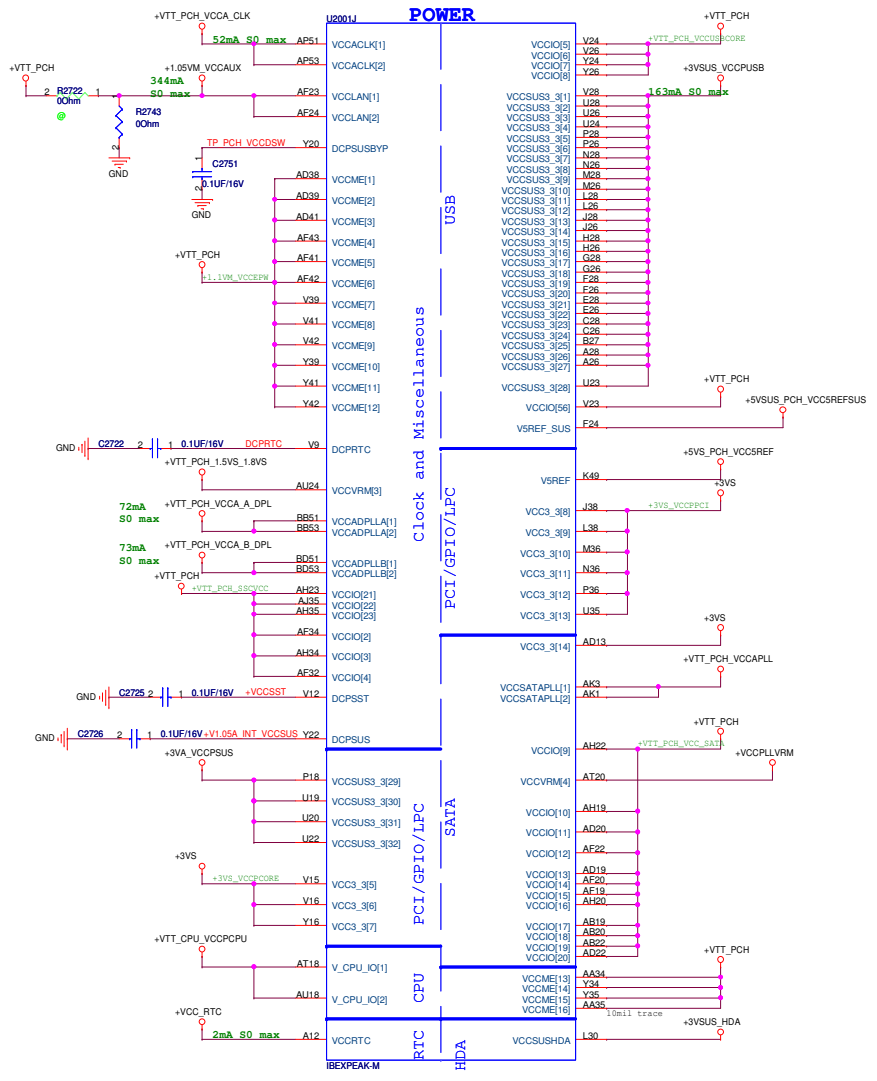 POWER
U2001J
+VTT_PCH_VCCA_CLK
52mA S0 max
AP51 VCCACLK[1]
AP53 VCCACLK[2]
+VTT_PCH
+1.05VM_VCCAUX
344mA
S0 max
R2722
2 1
0Ohm
@
R2743
0Ohm
1
2
GND
AF23 VCCLAN[1]
AF24 VCCLAN[2]
TP_PCH_VCCDSW
Y20 DCPSUSBYP
1
C2751
0.1UF/16V
2
GND
AD38 VCCME[1]
AD39 VCCME[2]
AD41 VCCME[3]
AF43 VCCME[4]
+VTT_PCH
AF41 VCCME[5]
+1.1VM_VCCEPW
AF42 VCCME[6]
V39 VCCME[7]
V41 VCCME[8]
V42 VCCME[9]
Y39 VCCME[10]
Y41 VCCME[11]
Y42 VCCME[12]
GND C2722 2 1 0.1UF/16V DCPRTC V9 DCPRTC
+VTT_PCH_1.5VS_1.8VS
AU24 VCCVRM[3]
72mA
S0 max
+VTT_PCH_VCCA_A_DPL
BB51 VCCADPLLA[1]
BB53 VCCADPLLA[2]
73mA
S0 max
+VTT_PCH_VCCA_B_DPL
BD51 VCCADPLLB[1]
BD53 VCCADPLLB[2]
+VTT_PCH
+VTT_PCH_SSCVCC
AH23 VCCIO[21]
AJ35 VCCIO[22]
AH35 VCCIO[23]
AF34 VCCIO[2]
AH34 VCCIO[3]
AF32 VCCIO[4]
GND C2725 2 1 0.1UF/16V +VCCSST V12 DCPSST
GND C2726 2 1 0.1UF/16V +V1.05A_INT_VCCSUS Y22 DCPSUS
+3VA_VCCPSUS
P18 VCCSUS3_3[29]
U19 VCCSUS3_3[30]
U20 VCCSUS3_3[31]
U22 VCCSUS3_3[32]
+3VS
+3VS_VCCPCORE
V15 VCC3_3[5]
V16 VCC3_3[6]
Y16 VCC3_3[7]
+VTT_CPU_VCCPCPU
AT18 V_CPU_IO[1]
AU18 V_CPU_IO[2]
+VCC_RTC
2mA S0 max
A12 VCCRTC
IBEXPEAK-M
Clock and Miscellaneous
PCI/GPIO/LPC
CPU
RTC
USB
PCI/GPIO/LPC
SATA
HDA
+VTT_PCH
+VTT_PCH_VCCUSBCORE
VCCIO[5] V24
VCCIO[6] V26
VCCIO[7] Y24
VCCIO[8] Y26
+3VSUS_VCCPUSB
163mA S0 max
VCCSUS3_3[1] V28
VCCSUS3_3[2] U28
VCCSUS3_3[3] U26
VCCSUS3_3[4] U24
VCCSUS3_3[5] P28
VCCSUS3_3[6] P26
VCCSUS3_3[7] N28
VCCSUS3_3[8] N26
VCCSUS3_3[9] M28
VCCSUS3_3[10] M26
VCCSUS3_3[11] L28
VCCSUS3_3[12] L26
VCCSUS3_3[13] J28
VCCSUS3_3[14] J26
VCCSUS3_3[15] H28
VCCSUS3_3[16] H26
VCCSUS3_3[17] G28
VCCSUS3_3[18] G26
VCCSUS3_3[19] F28
VCCSUS3_3[20] F26
VCCSUS3_3[21] E28
VCCSUS3_3[22] E26
VCCSUS3_3[23] C28
VCCSUS3_3[24] C26
VCCSUS3_3[25] B27
VCCSUS3_3[26] A28
VCCSUS3_3[27] A26
VCCSUS3_3[28] U23
+VTT_PCH
VCCIO[56] V23
+5VSUS_PCH_VCC5REFSUS
V5REF_SUS F24
+5VS_PCH_VCC5REF
V5REF K49
+3VS
+3VS_VCCPPCI
VCC3_3[8] J38
VCC3_3[9] L38
VCC3_3[10] M36
VCC3_3[11] N36
VCC3_3[12] P36
VCC3_3[13] U35
+3VS
VCC3_3[14] AD13
+VTT_PCH_VCCAPLL
VCCSATAPLL[1] AK3
VCCSATAPLL[2] AK1
+VTT_PCH
+VTT_PCH_VCC_SATA
VCCIO[9] AH22
+VCCPLLVRM
VCCVRM[4] AT20
VCCIO[10] AH19
VCCIO[11] AD20
VCCIO[12] AF22
VCCIO[13] AD19
VCCIO[14] AF20
VCCIO[15] AF19
VCCIO[16] AH20
VCCIO[17] AB19
VCCIO[18] AB20
VCCIO[19] AB22
VCCIO[20] AD22
+VTT_PCH
VCCME[13] AA34
VCCME[14] Y34
VCCME[15] Y35
VCCME[16] AA35
10mil trace
+3VSUS_HDA
VCCSUSHDA L30